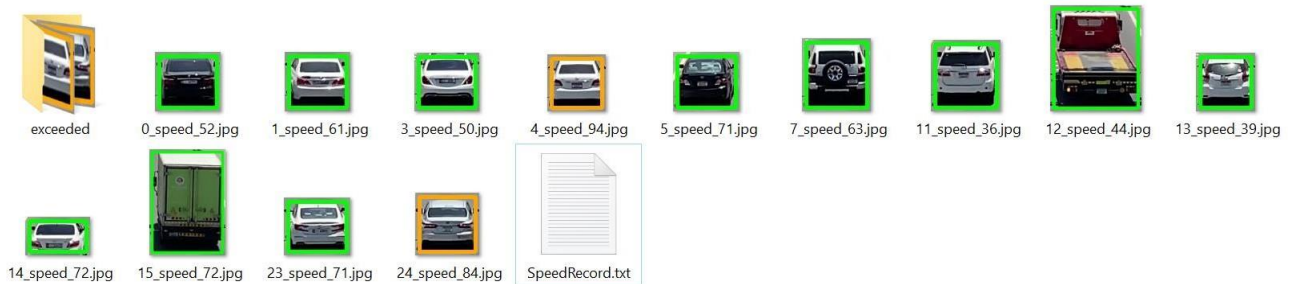 exceeded
0_speed_52.jpg
1_speed_61.jpg
3_speed_50.jpg
4_speed_94.jpg
5_speed_71.jpg
7_speed_63.jpg
11_speed_36.jpg
12_speed_44.jpg
13_speed_39.jpg
14_speed_72.jpg
15_speed_72.jpg
23_speed_71.jpg
24_speed_84.jpg
SpeedRecord.txt